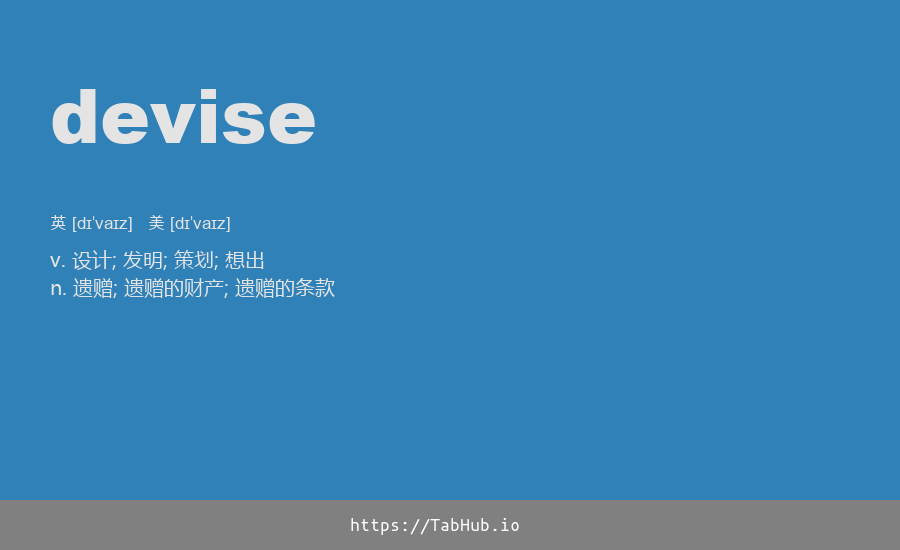 devise
英 [dɪˈvaɪz] 美 [dɪˈvaɪz]
v. 设计; 发明; 策划; 想出
n. 遗赠; 遗赠的财产; 遗赠的条款
https://TabHub.io